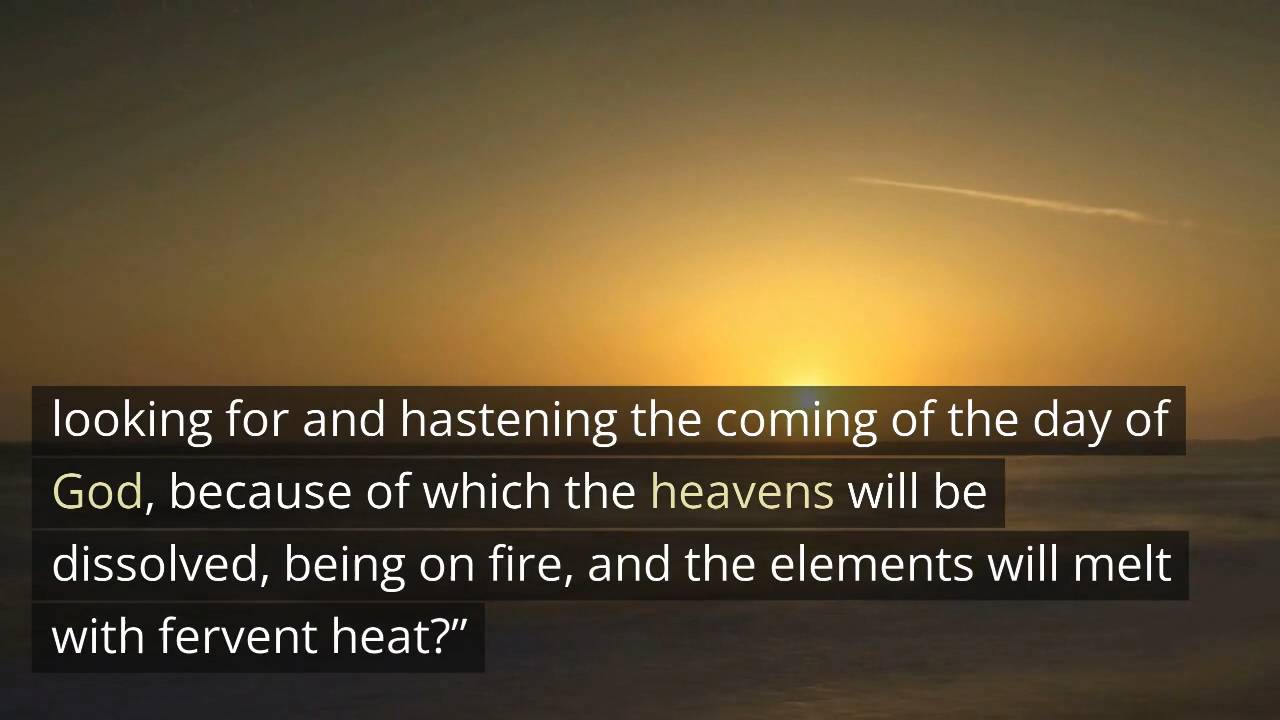 looking for and hastening the coming of the day of
God, because of which the heavens will be
dissolved, being on fire, and the elements will melt
with fervent heat?”